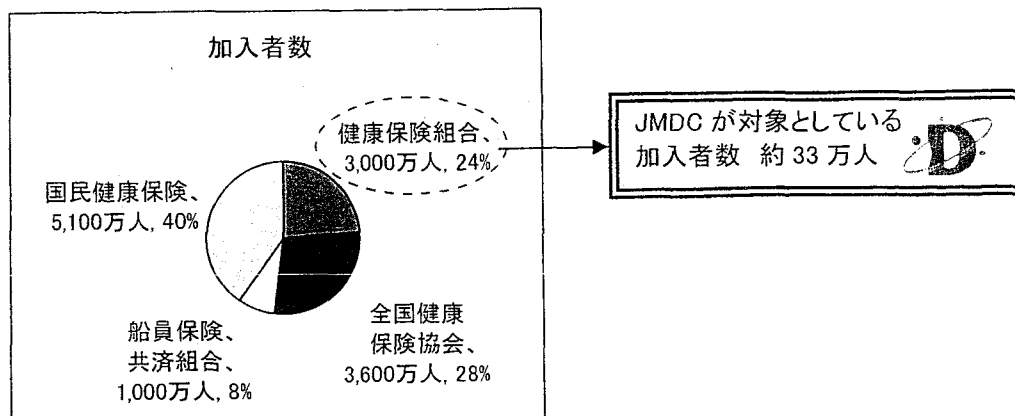 加入者数
健康保険組合、
3,000万人, 24%
国民健康保険、
5,100万人, 40%
船員保険、
共済組合、
1,000万人, 8%
全国健康
保険協会、
3,600万人, 28%
JMDC が対象としている
加入者数 約 33 万人
D